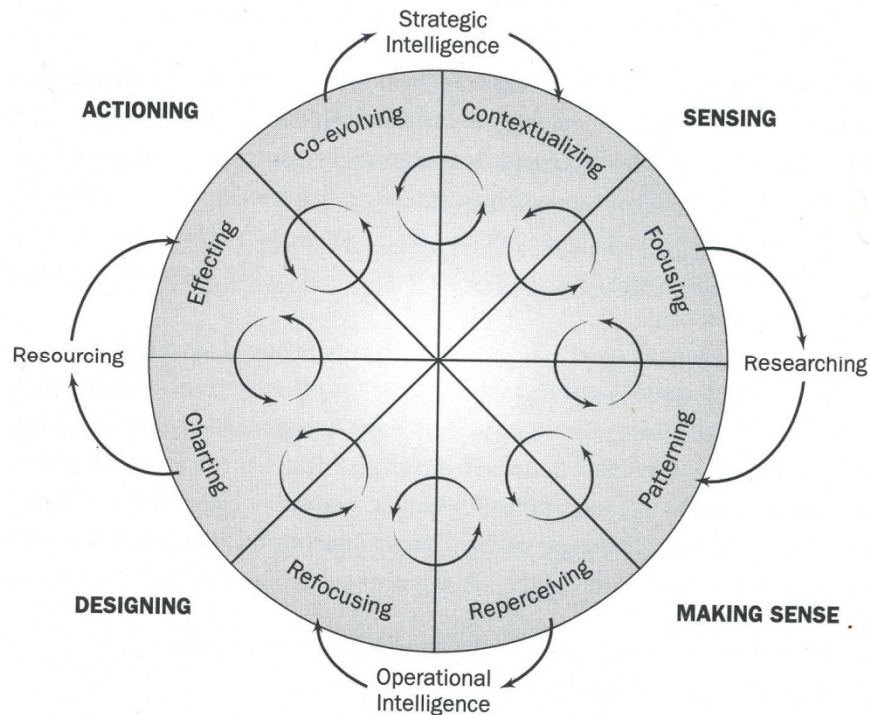 Strategic
Intelligence
ACTIONING
Co-evolving
Contextualizing
SENSING
Effecting
Focusing
Resourcing
Researching
Charting
Patterning
DESIGNING
Refocusing
Reperceiving
MAKING SENSE
Operational
Intelligence